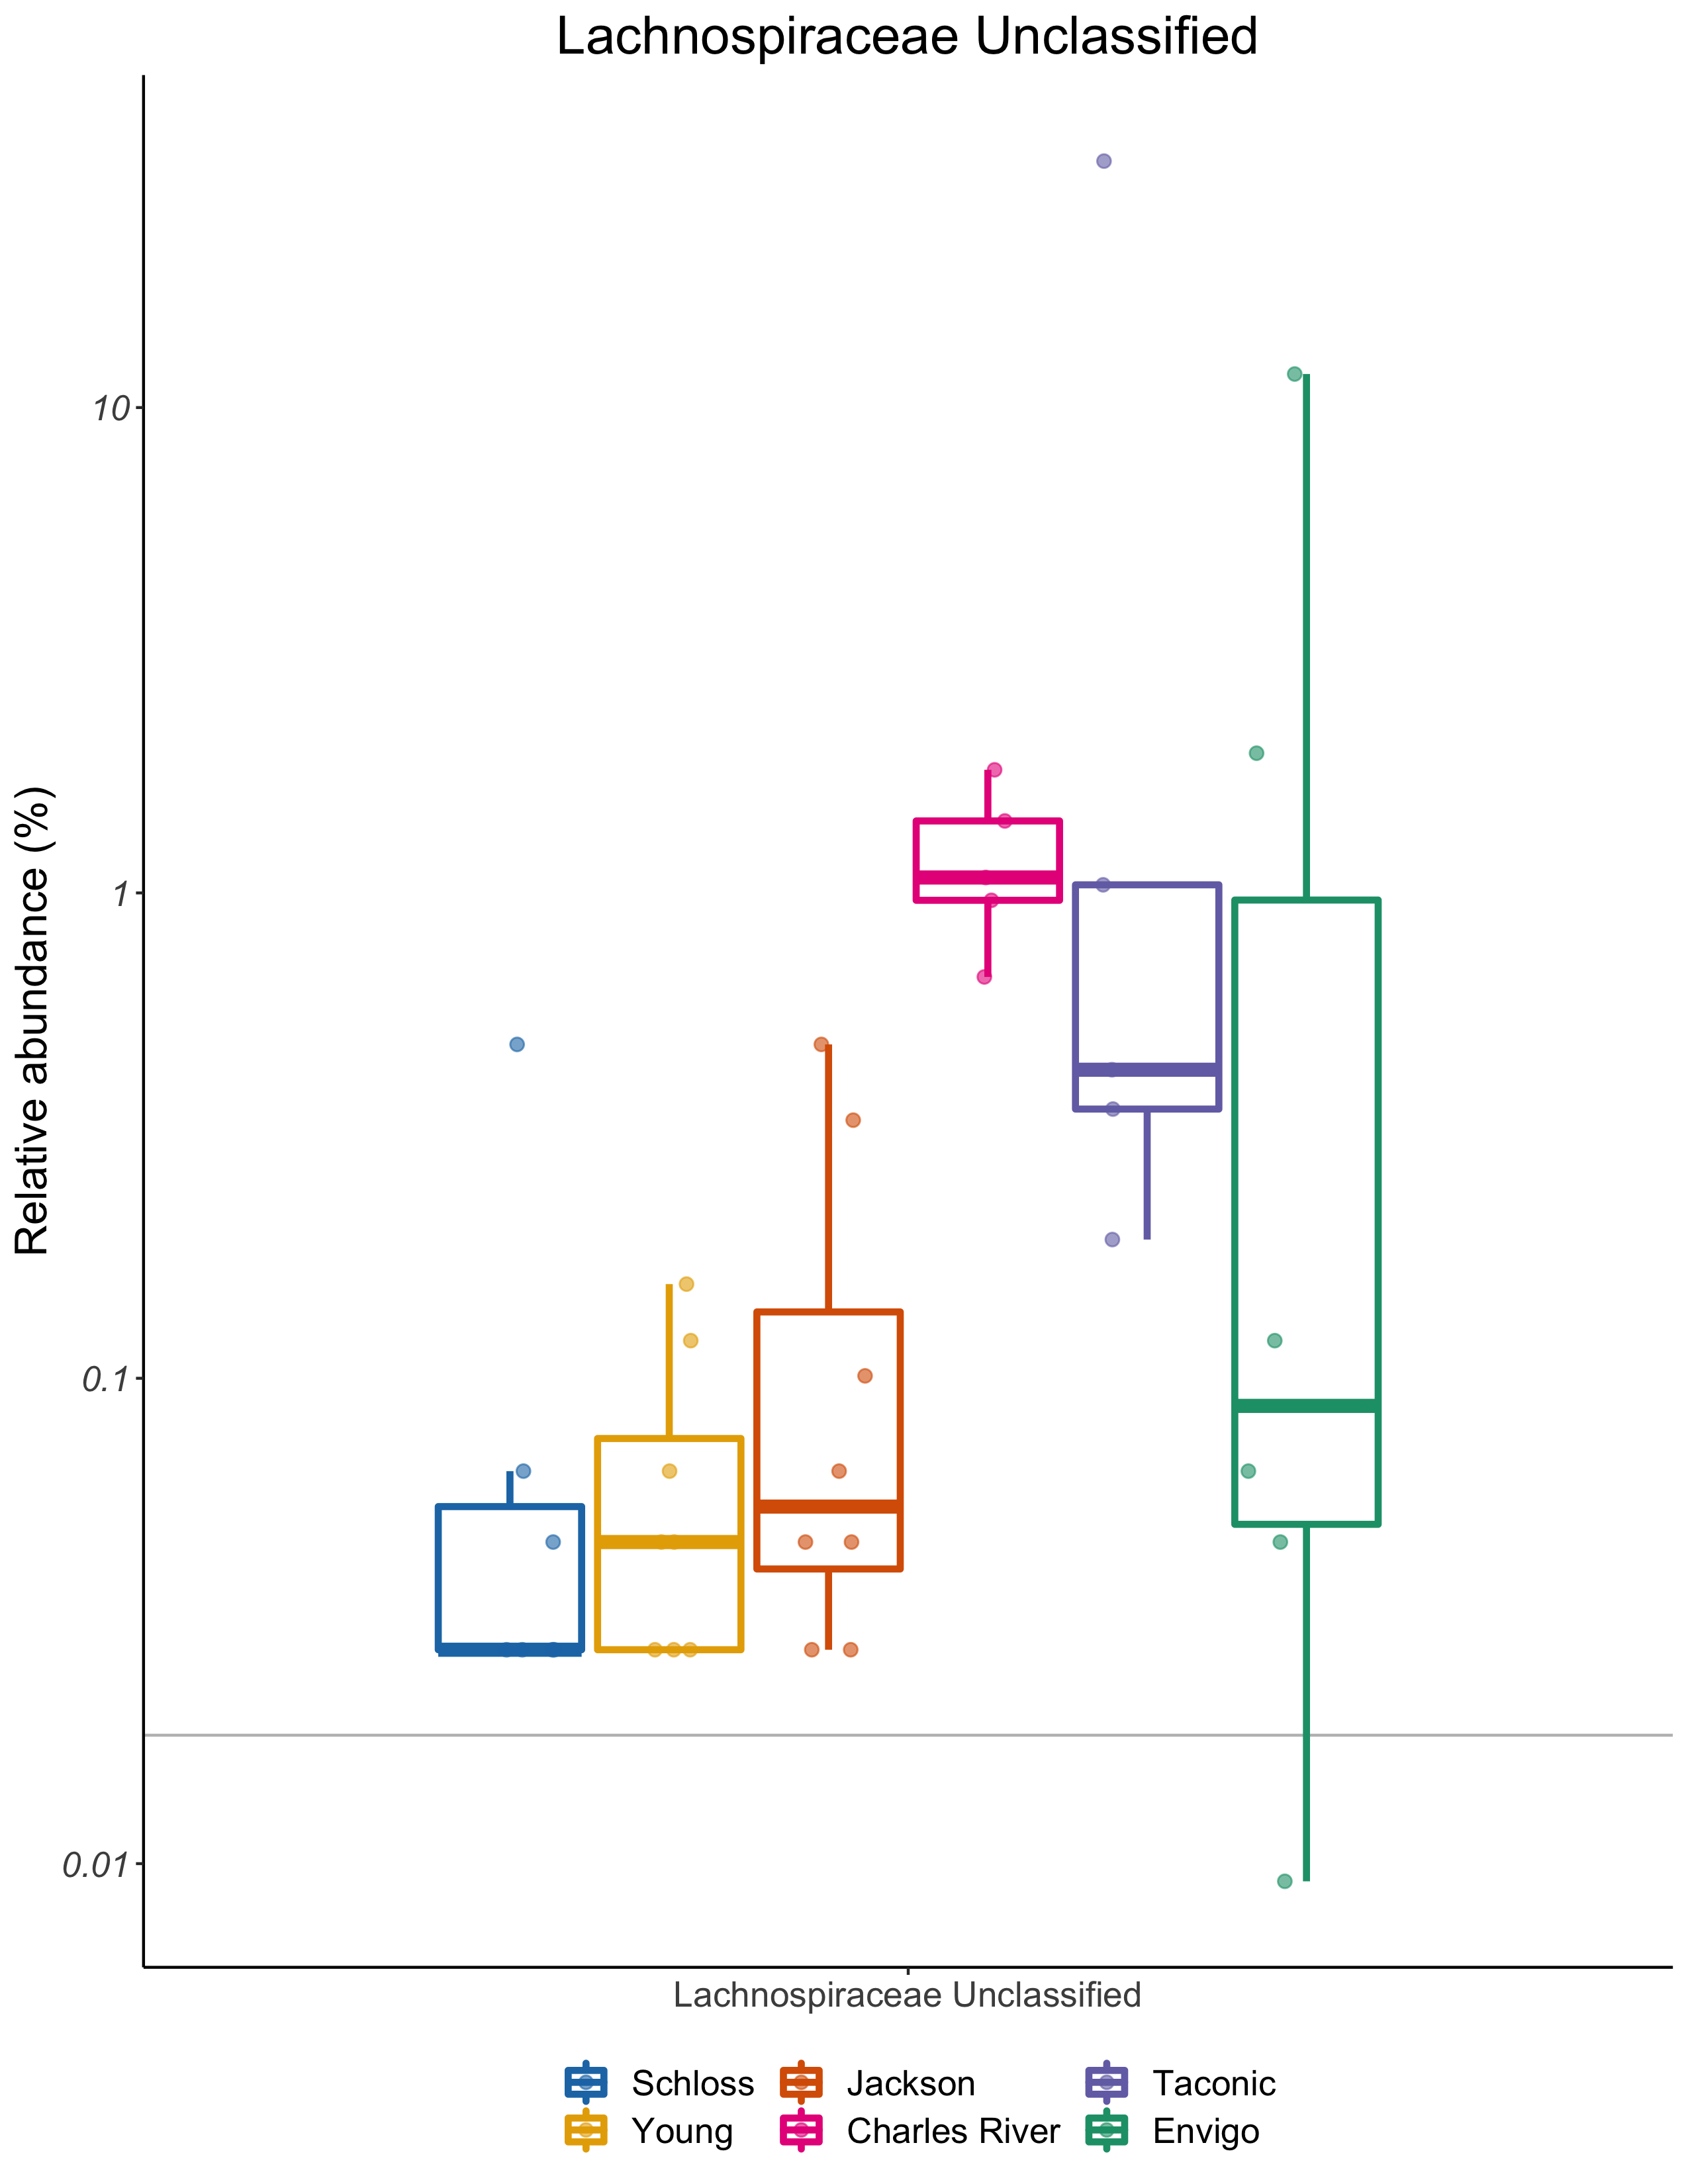 Lachnospiraceae Unclassified
Relative abundance (%)
10
1
0.1
0.01
Lachnospiraceae Unclassified
Schloss Jackson Taconic
Young Charles River Envigo